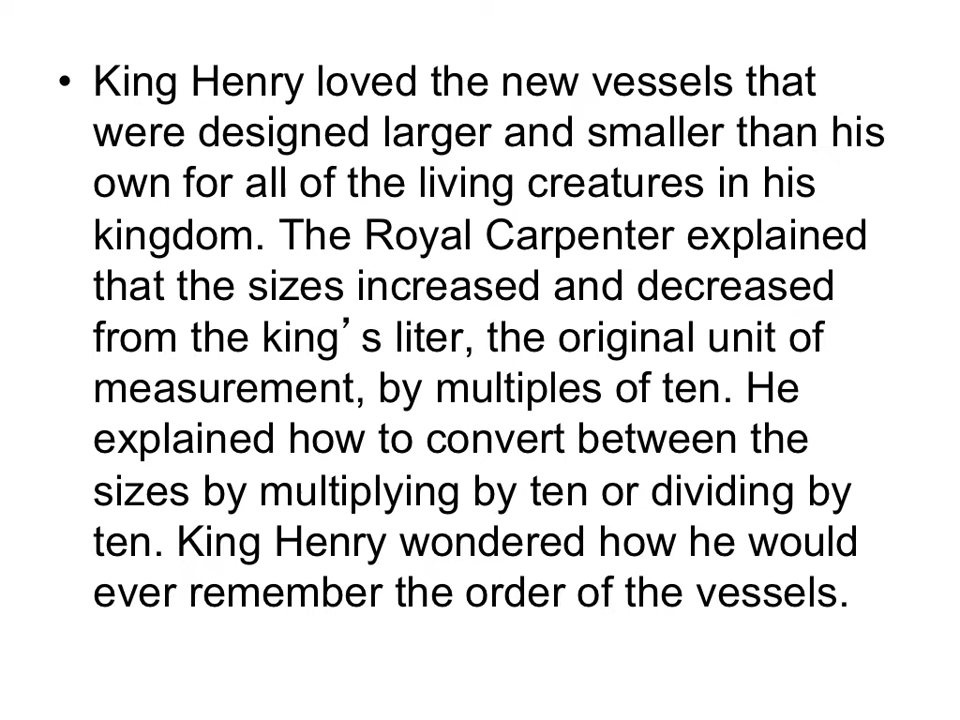 • King Henry loved the new vessels that
were designed larger and smaller than his
own for all of the living creatures in his
kingdom. The Royal Carpenter explained
that the sizes increased and decreased
from the king’s liter, the original unit of
measurement, by multiples of ten. He
explained how to convert between the
sizes by multiplying by ten or dividing by
ten. King Henry wondered how he would
ever remember the order of the vessels.